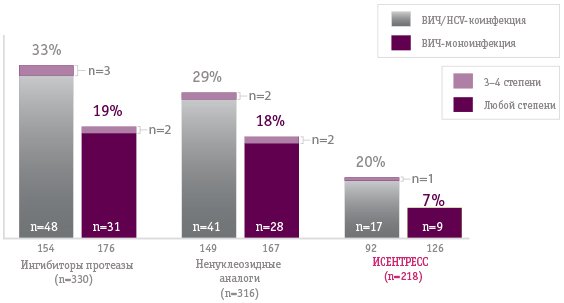 ВИЧ/HCV-коинфекция
ВИЧ-моноинфекция
3–4 степени
Любой степени
33%
n=3
19%
n=2
29%
n=2
18%
n=2
20%
n=1
7%
n=48
n=31
n=41
n=28
n=17
n=9
154
176
149
167
92
126
Ингибиторы протеазы
(n=330)
Ненуклеозидные
аналоги
(n=316)
ИСЕНТРЕСС
(n=218)